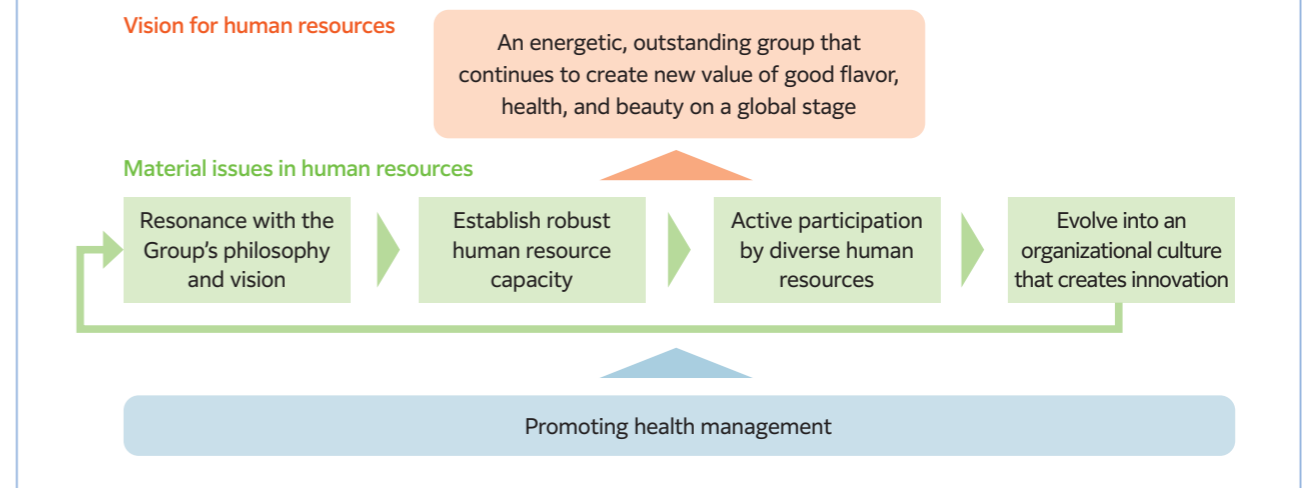 Vision for human resources
An energetic, outstanding group that
continues to create new value of good flavor,
health, and beauty on a global stage
Material issues in human resources
Resonance with the
Group’s philosophy
and vision
Establish robust
human resource
capacity
Active participation
by diverse human
resources
Evolve into an
organizational culture
that creates innovation
Promoting health management